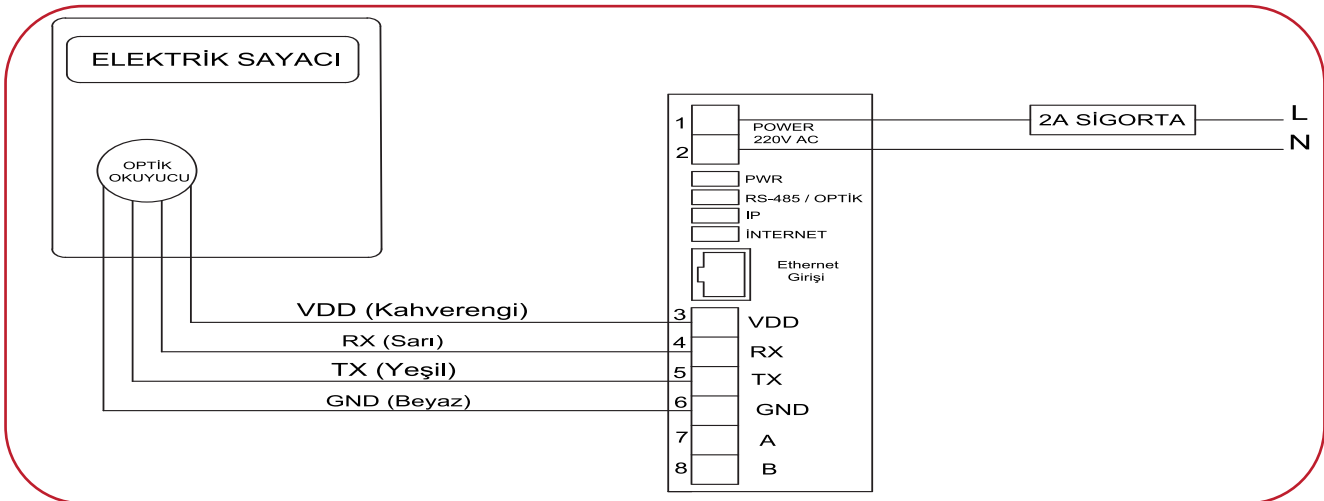 ELEKTRİK SAYACI
OPTİK
OKUYUCU
VDD (Kahverengi)
RX (Sarı)
TX (Yeşil)
GND (Beyaz)
1
2
POWER
220V AC
2A SİGORTA
L
N
PWR
RS-485 / OPTİK
IP
İNTERNET
Ethernet
Girişi
3 VDD
4 RX
5 TX
6 GND
7 A
8 B